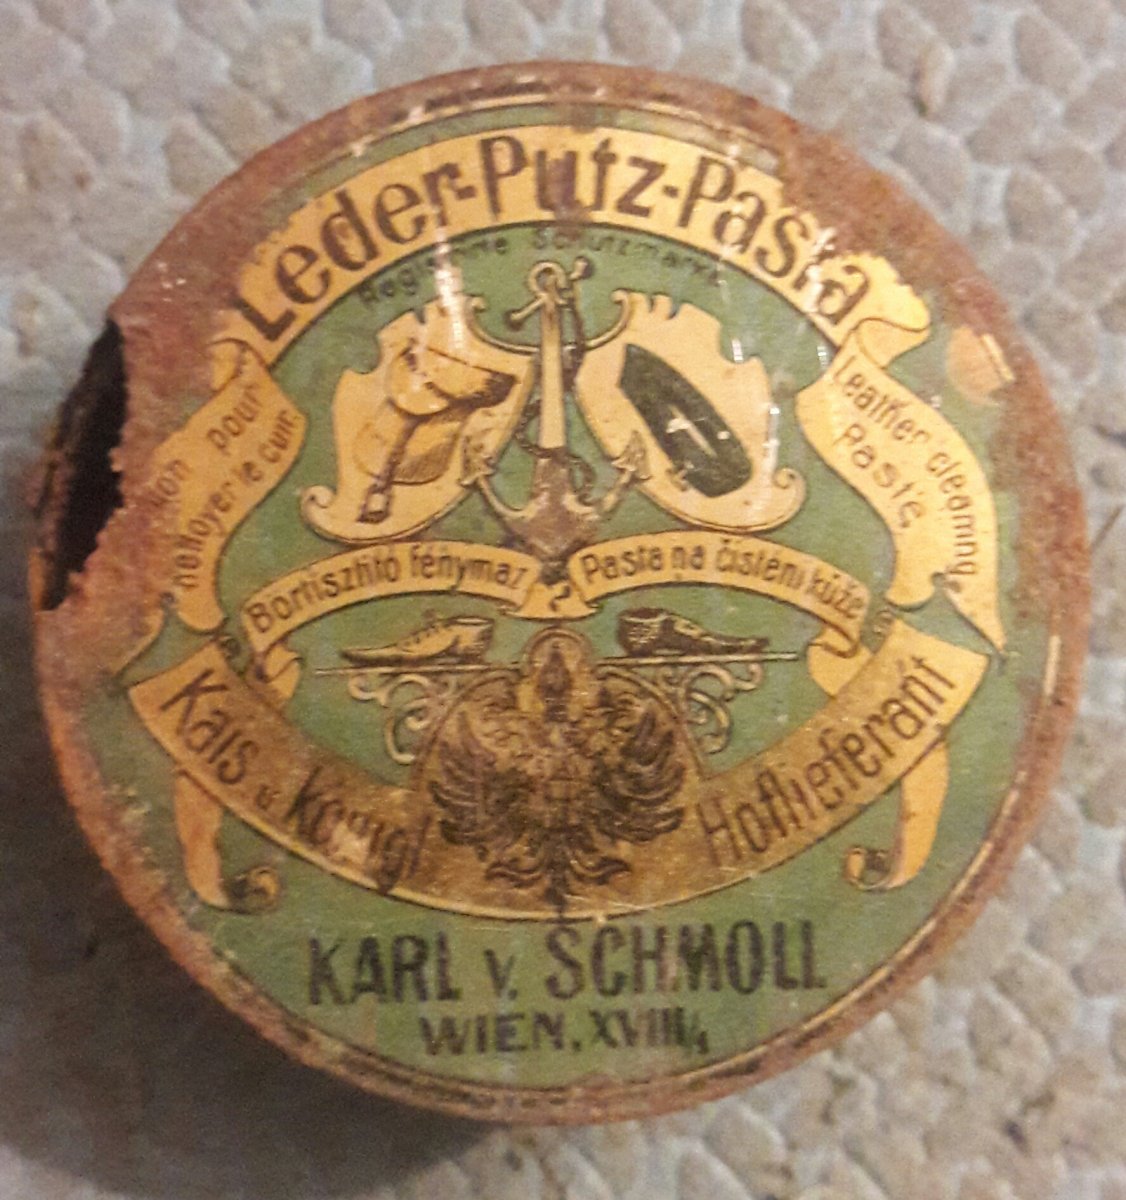 Leder-Putz-Pasta
Registrirte Schutzmarke
pour
nettoyer le cuir.
Leather cleaning
Paste
Bőrtisztító fénymáz
Pasta na čistění kůže
Kais u königl Hoflieferant
KARL v. SCHMOLL
WIEN. XVIII/1